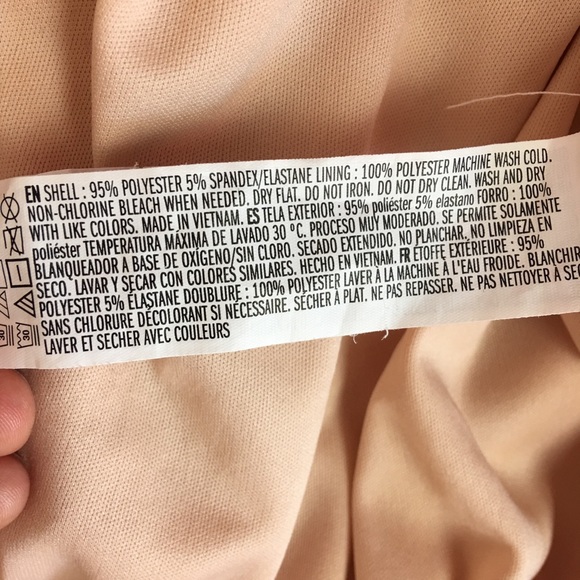 EN SHELL : 95% POLYESTER 5% SPANDEX/ELASTANE LINING : 100% POLYESTER MACHINE WASH COLD.
NON-CHLORINE BLEACH WHEN NEEDED. DRY FLAT. DO NOT IRON. DO NOT DRY CLEAN. WASH AND DRY
WITH LIKE COLORS. MADE IN VIETNAM. ES TELA EXTERIOR : 95% poliéster 5% elastano FORRO : 100%
poliéster TEMPERATURA MÁXIMA DE LAVADO 30 ºC. PROCESO MUY MODERADO. SE PERMITE SOLAMENTE
BLANQUEADOR A BASE DE OXÍGENO/SIN CLORO. SECADO EXTENDIDO. NO PLANCHAR. NO LIMPIEZA EN
SECO. LAVAR Y SECAR CON COLORES SIMILARES. HECHO EN VIETNAM. FR ÉTOFFE EXTÉRIEURE : 95%
POLYESTER 5% ÉLASTANE DOUBLURE : 100% POLYESTER LAVER À LA MACHINE À L'EAU FROIDE. BLANCHIR
SANS CHLORURE DÉCOLORANT SI NÉCESSAIRE. SÉCHER À PLAT. NE PAS REPASSER. NE PAS NETTOYER À SEC
LAVER ET SECHER AVEC COULEURS
30